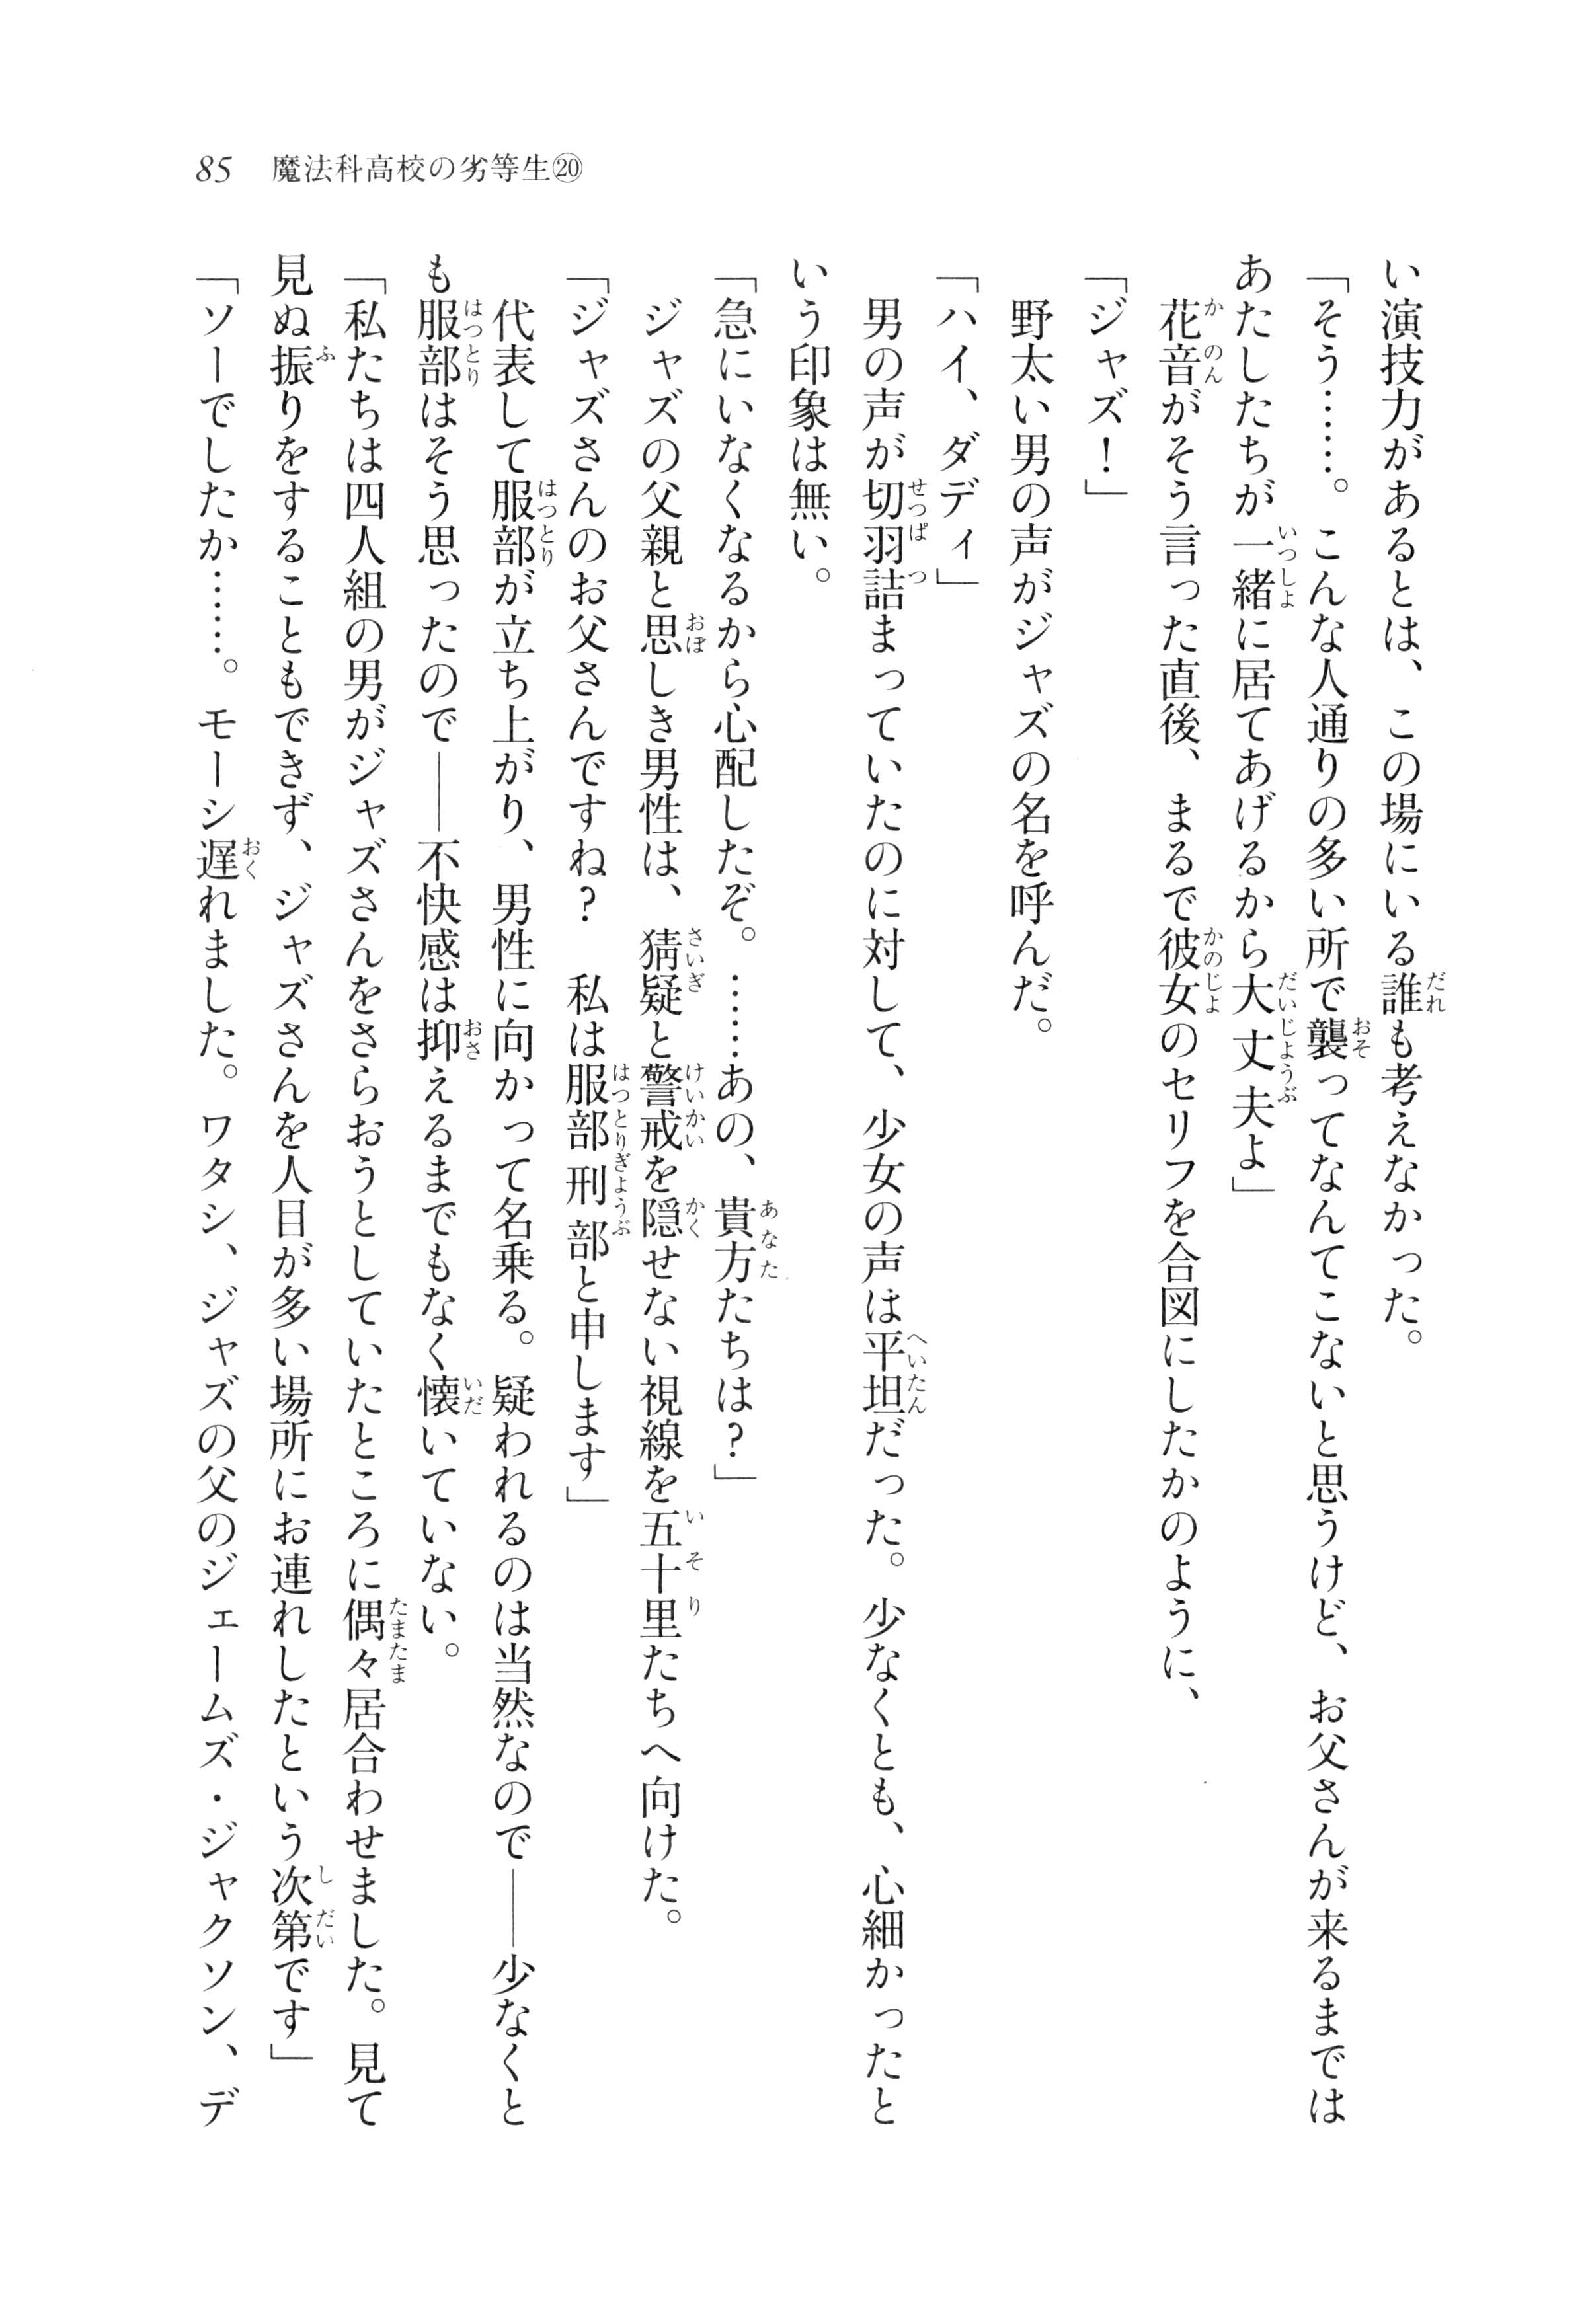 85 魔法科高校の劣等生⑳
い演技力があるとは、この場にいる誰も考えなかった。
「そう……。こんな人通りの多い所で襲ってなんてこないと思うけど、お父さんが来るまでは
あたしたちが一緒に居てあげるから大丈夫よ」
　花音がそう言った直後、まるで彼女のセリフを合図にしたかのように、
「ジャズ！」
　野太い男の声がジャズの名を呼んだ。
「ハイ、ダディ」
　男の声が切羽詰まっていたのに対して、少女の声は平坦だった。少なくとも、心細かったと
いう印象は無い。
「急にいなくなるから心配したぞ。……あの、貴方たちは？」
　ジャズの父親と思しき男性は、猜疑と警戒を隠せない視線を五十里たちへ向けた。
「ジャズさんのお父さんですね？　私は服部刑部と申します」
　代表して服部が立ち上がり、男性に向かって名乗る。疑われるのは当然なので――少なくと
も服部はそう思ったので――不快感は抑えるまでもなく懐いていない。
「私たちは四人組の男がジャズさんをさらおうとしていたところに偶々居合わせました。見て
見ぬ振りをすることもできず、ジャズさんを人目が多い場所にお連れしたという次第です」
「ソーでしたか……。モーシ遅れました。ワタシ、ジャズの父のジェームズ・ジャクソン、デ